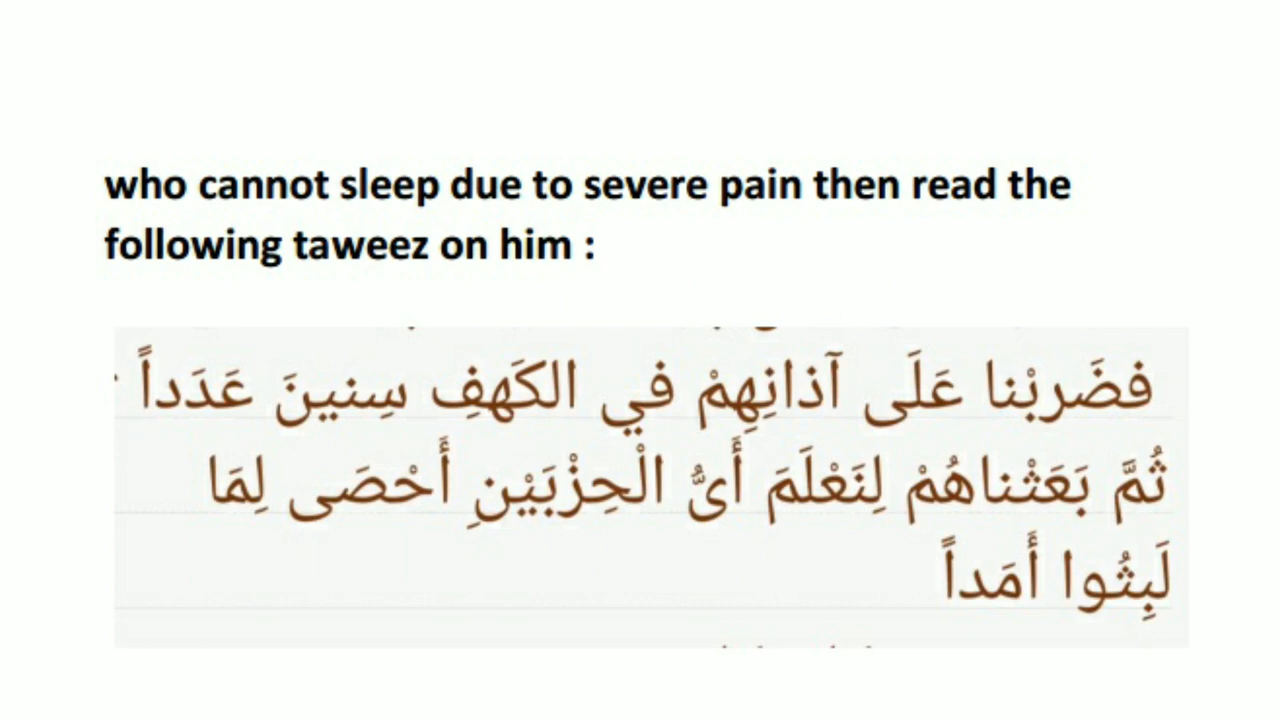 who cannot sleep due to severe pain then read the
following taweez on him :
فضَربْنا عَلَى آذانِهِمْ في الكَهفِ سِنينَ عَدَداً
ثُمَّ بَعَثْناهُمْ لِنَعْلَمَ أَىُّ الْحِزْبَيْنِ أَحْصَى لِمَا
لَبِثُوا أَمَداً